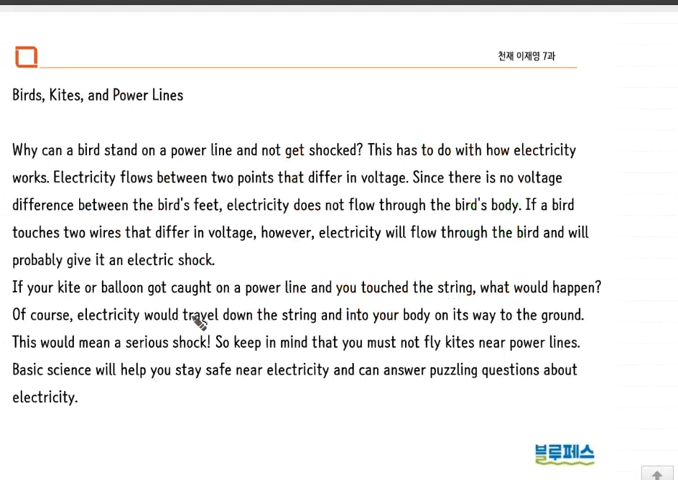 천재 이재영 7과
Birds, Kites, and Power Lines
Why can a bird stand on a power line and not get shocked? This has to do with how electricity
works. Electricity flows between two points that differ in voltage. Since there is no voltage
difference between the bird's feet, electricity does not flow through the bird's body. If a bird
touches two wires that differ in voltage, however, electricity will flow through the bird and will
probably give it an electric shock.
If your kite or balloon got caught on a power line and you touched the string, what would happen?
Of course, electricity would travel down the string and into your body on its way to the ground.
This would mean a serious shock! So keep in mind that you must not fly kites near power lines.
Basic science will help you stay safe near electricity and can answer puzzling questions about
electricity.
블루페스